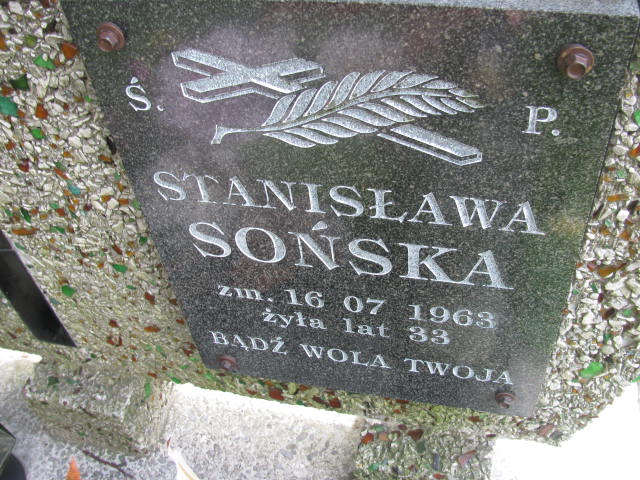 Ś. P.
STANISŁAWA
SOŃSKA
zm. 16 07 1963
żyła lat 33
BĄDŹ WOLA TWOJA